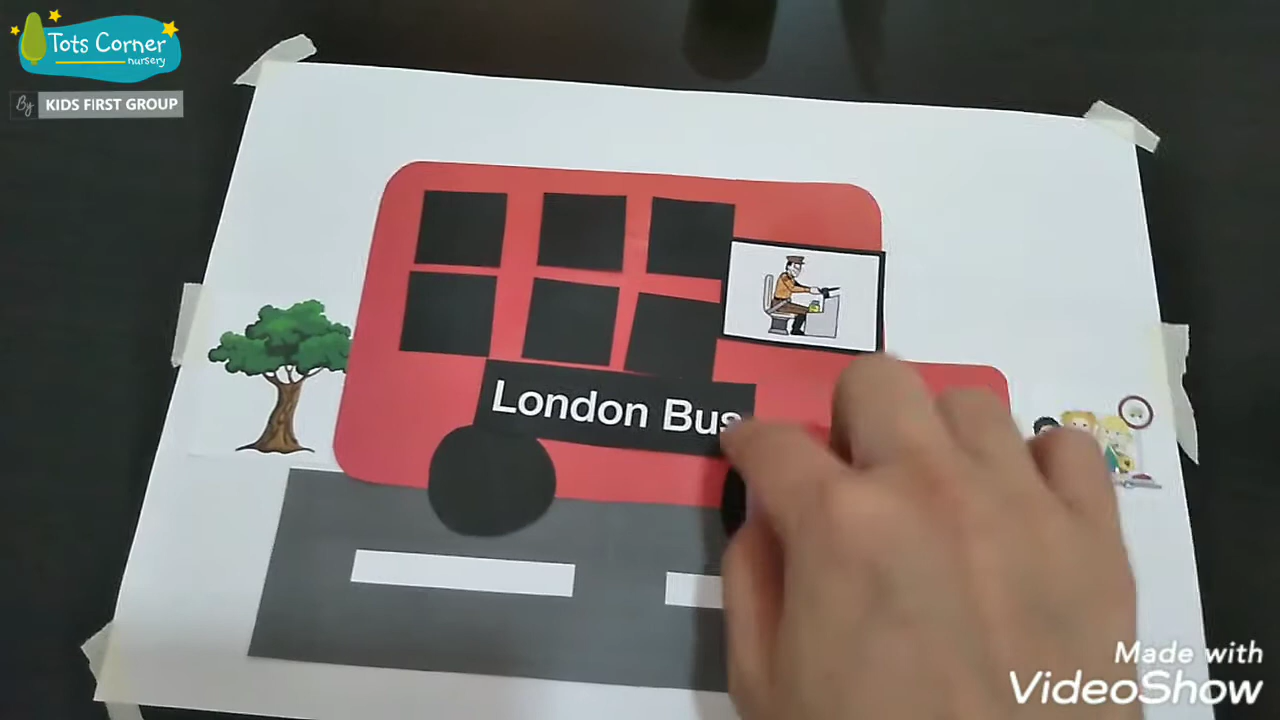 Tots Corner
nursery
By KIDS FIRST GROUP
London Bus
Made with
VideoShow